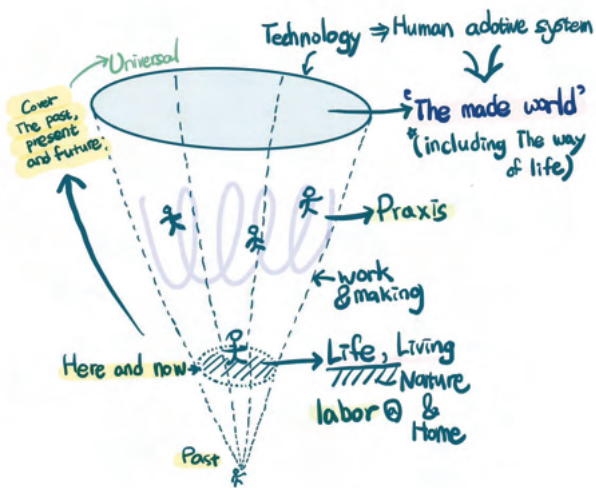 Technology ⇒ Human adotive system
Universal
Cover
The past,
present
and future.
"The made world"
*(including The way
of life)
Praxis
work
& making
Here and now
Life, Living
Nature
labor @ &
Home
Past